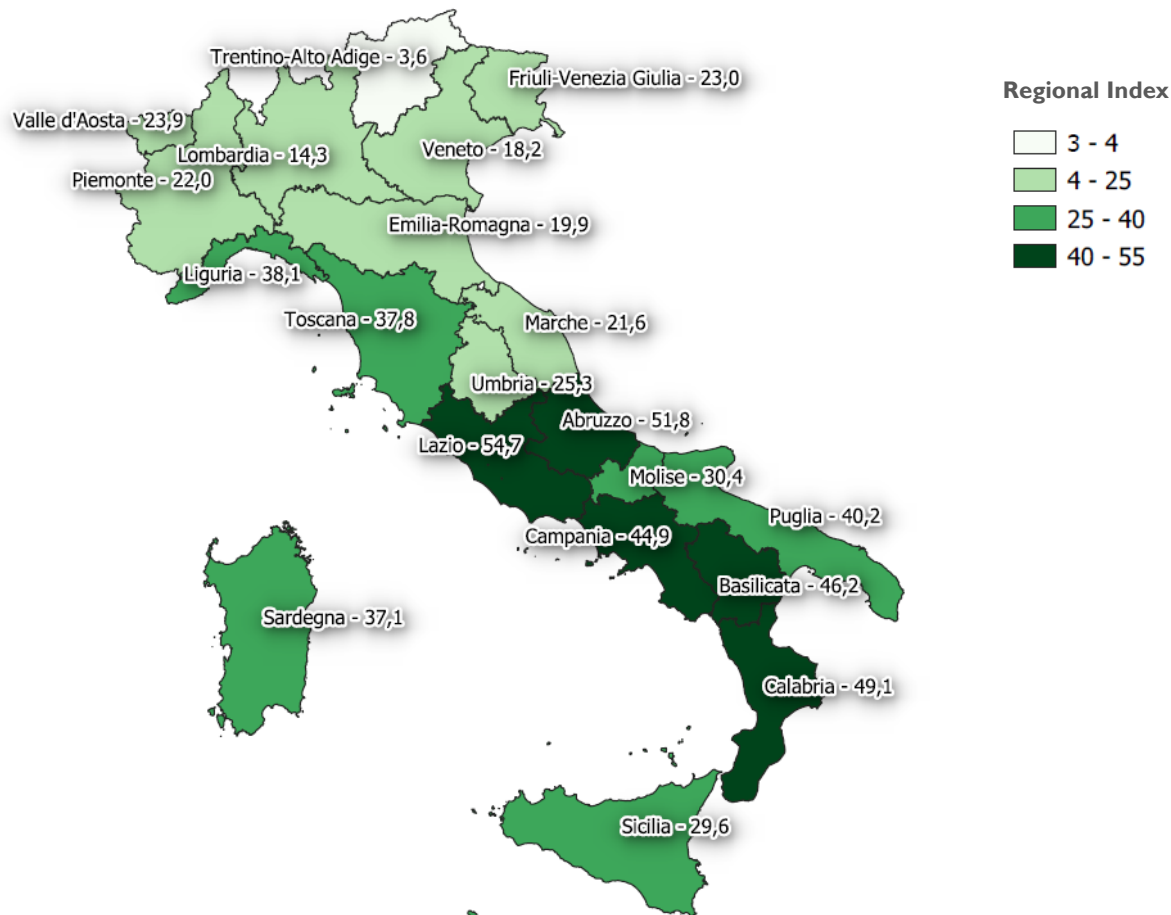 Trentino-Alto Adige - 3,6
Friuli-Venezia Giulia - 23,0
Regional Index
Valle d'Aosta - 23,9
3 - 4
Lombardia - 14,3
Veneto - 18,2
4 - 25
Piemonte - 22,0
25 - 40
Emilia-Romagna - 19,9
40 - 55
Liguria - 38,1
Toscana - 37,8
Marche - 21,6
Umbria - 25,3
Abruzzo - 51,8
Lazio - 54,7
Molise - 30,4
Puglia - 40,2
Campania - 44,9
Basilicata - 46,2
Sardegna - 37,1
Calabria - 49,1
Sicilia - 29,6